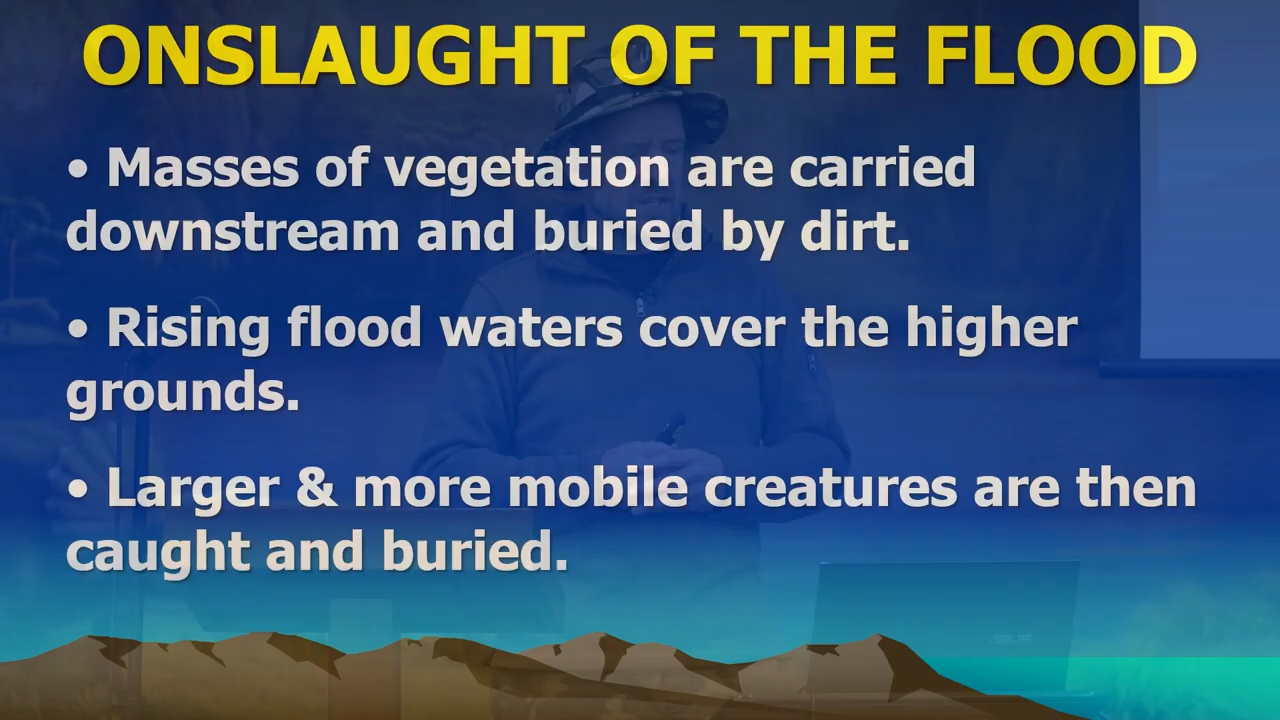 ONSLAUGHT OF THE FLOOD
• Masses of vegetation are carried
downstream and buried by dirt.
• Rising flood waters cover the higher
grounds.
• Larger & more mobile creatures are then
caught and buried.